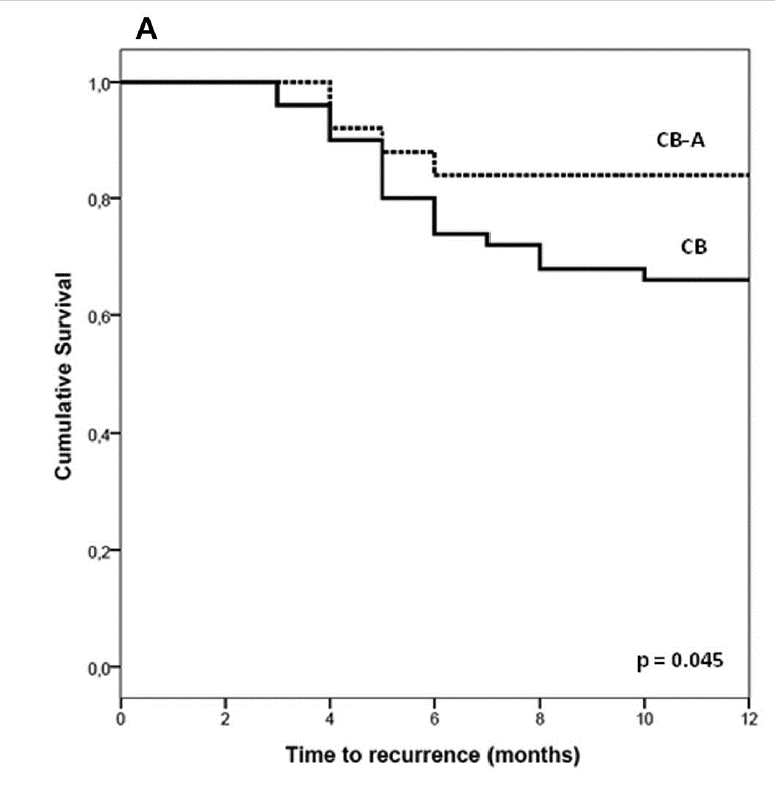 A
1,0
CB-A
0,8
CB
0,6
Cumulative Survival
0,4
0,2
0,0
p = 0.045
0 2 4 6 8 10 12
Time to recurrence (months)